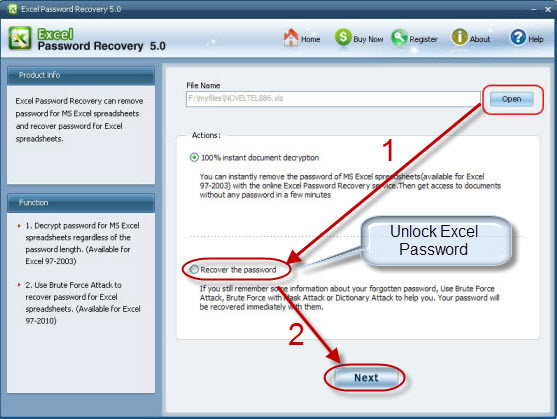 Excel Password Recovery 5.0
Excel
Password Recovery 5.0
Home
Buy Now
Register
About
Help
Product info
Excel Password Recovery can remove
password for MS Excel spreadsheets
and recover password for Excel
spreadsheets.
Function
1. Decrypt password for MS Excel
spreadsheets regardless of the
password length. (Available for
Excel 97-2003)
2. Use Brute Force Attack to
recover password for Excel
spreadsheets. (Available for Excel
97-2010)
File Name
F:\myfiles\NOVELTEL886.xls
Open
Actions:
1
100% instant document decryption
You can instantly remove the password of MS Excel spreadsheets(available for Excel
97-2003) with the online Excel Password Recovery service.Then get access to documents
without any password in a few minutes
Unlock Excel
Password
Recover the password
If you still remember some information about your forgotten password, Use Brute Force
Attack, Brute Force with Mask Attack or Dictionary Attack to help you. Your password will
be recovered immediately with them.
2
Next